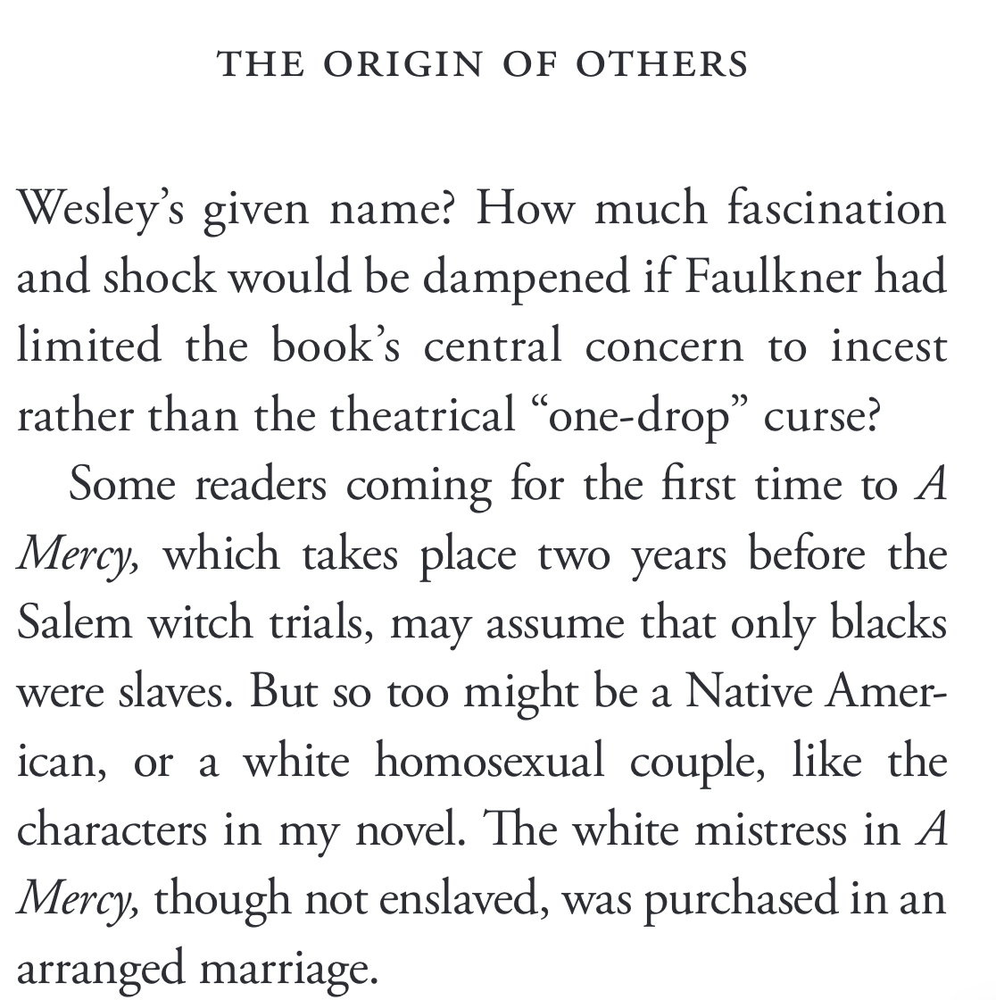 THE ORIGIN OF OTHERS
Wesley’s given name? How much fascination
and shock would be dampened if Faulkner had
limited the book’s central concern to incest
rather than the theatrical “one-drop” curse?
Some readers coming for the first time to A
Mercy, which takes place two years before the
Salem witch trials, may assume that only blacks
were slaves. But so too might be a Native Amer-
ican, or a white homosexual couple, like the
characters in my novel. The white mistress in A
Mercy, though not enslaved, was purchased in an
arranged marriage.